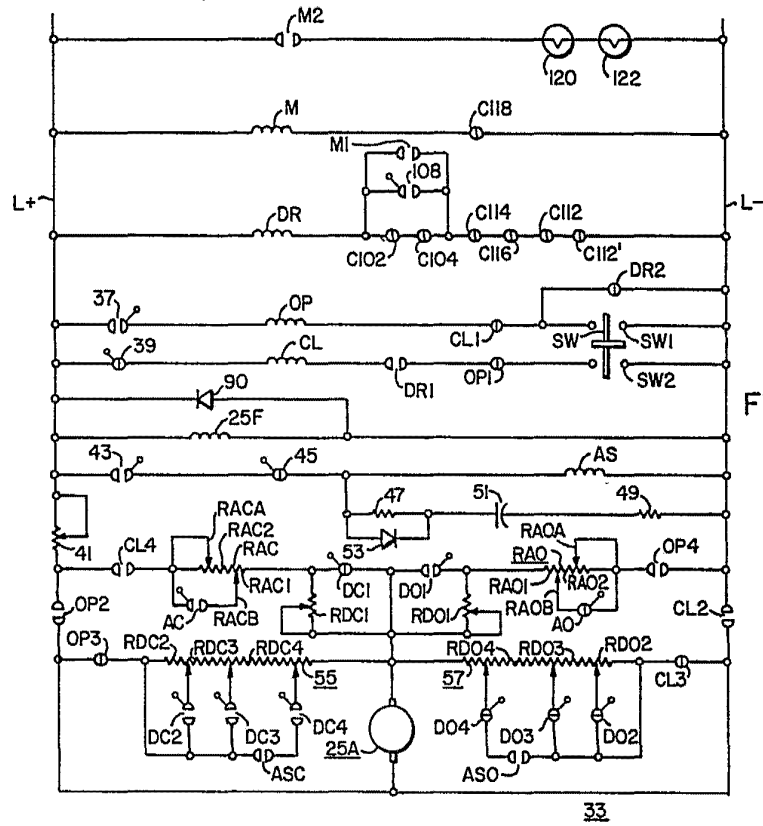 M2
120 122
M C118
M1
108
L+ L-
DR C114 C112
C102 C104 C116 C112'
DR2
37 OP
CL1 SW SW1
39 CL
DR1 OP1 SW2
90
F
25F
43 45 AS
47 51 49
RACA
RAC2
RAC
53
RAOA
RAO
41 CL4 RAC1 DC1 DO1 RAO1 RAO2 OP4
OP2 AC RACB RDC1 RDO1 RAOB AO CL2
OP3 RDC2 RDC3 RDC4 RDO4 RDO3 RDO2
55 57 CL3
DC2 DC3 DC4 DO4 DO3 DO2
ASC 25A ASO
33